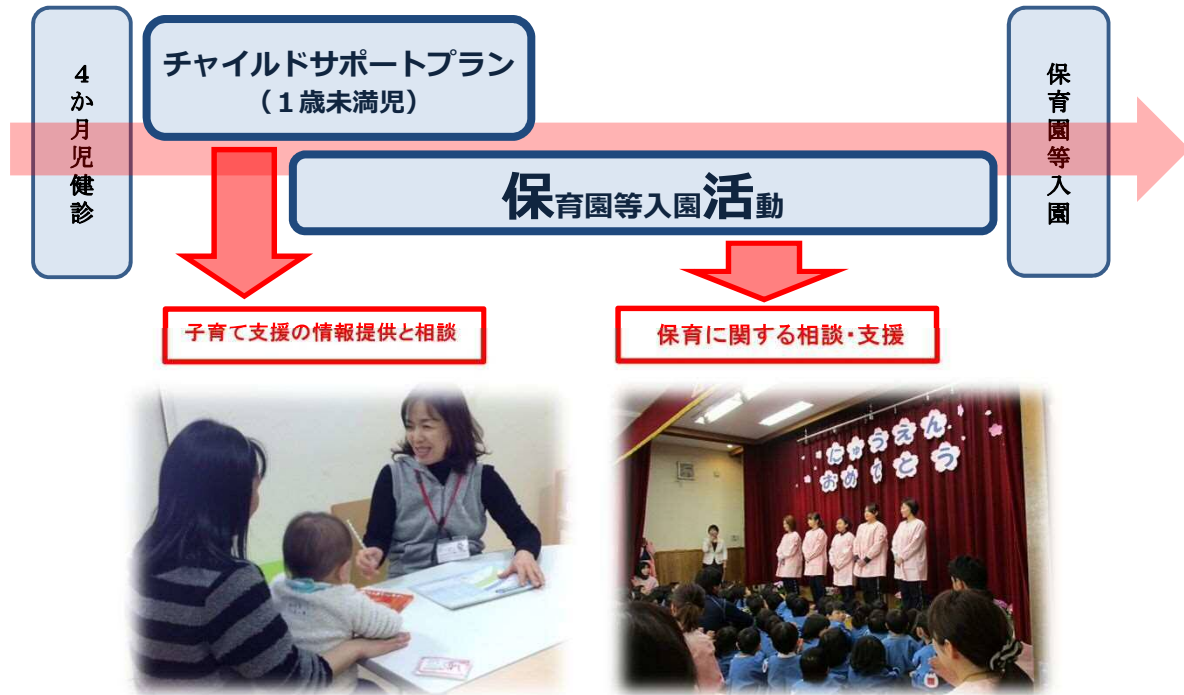 ４か月児健診
チャイルドサポートプラン
（１歳未満児）
保育園等入園活動
保育園等入園
子育て支援の情報提供と相談
保育に関する相談・支援
にゅうえん
おめでとう